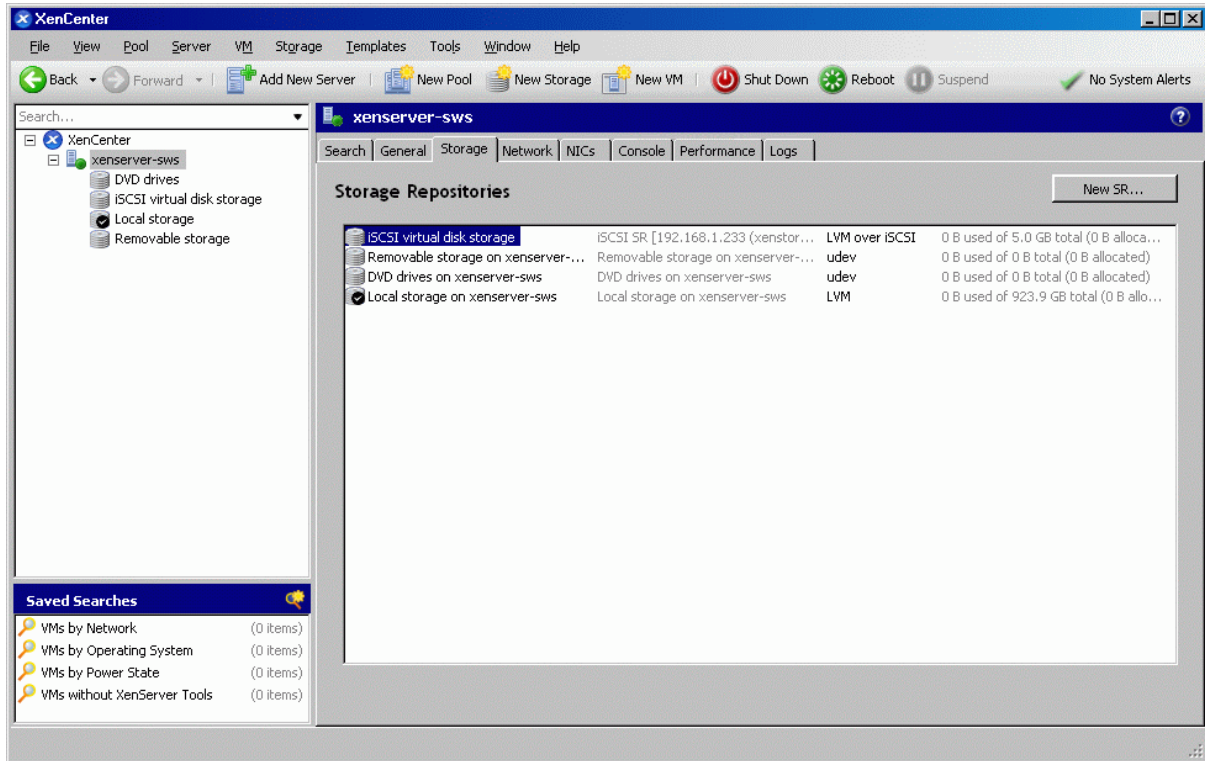 XenCenter
File View Pool Server VM Storage Templates Tools Window Help
Back Forward Add New Server New Pool New Storage New VM Shut Down Reboot Suspend No System Alerts
Search...
xenserver-sws
XenCenter
xenserver-sws
DVD drives
iSCSI virtual disk storage
Local storage
Removable storage
Search General Storage Network NICs Console Performance Logs
Storage Repositories
New SR...
iSCSI virtual disk storage iSCSI SR [192.168.1.233 (xenstor... LVM over iSCSI 0 B used of 5.0 GB total (0 B alloca...
Removable storage on xenserver-... Removable storage on xenserver-... udev 0 B used of 0 B total (0 B allocated)
DVD drives on xenserver-sws DVD drives on xenserver-sws udev 0 B used of 0 B total (0 B allocated)
Local storage on xenserver-sws Local storage on xenserver-sws LVM 0 B used of 923.9 GB total (0 B allo...
Saved Searches
VMs by Network (0 items)
VMs by Operating System (0 items)
VMs by Power State (0 items)
VMs without XenServer Tools (0 items)